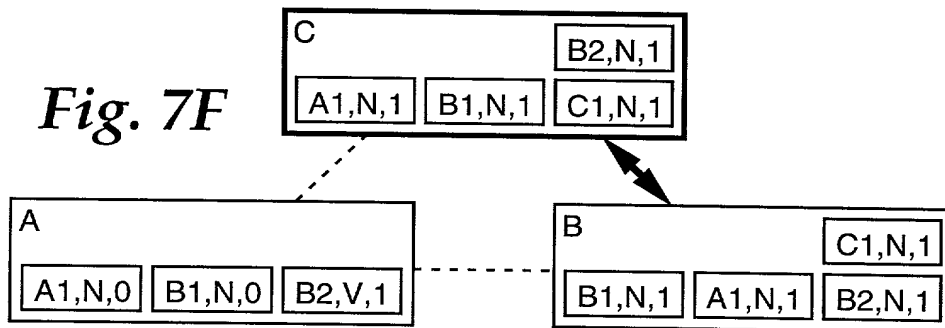 C
B2,N,1
Fig. 7F
A1,N,1 B1,N,1 C1,N,1
A
B
C1,N,1
A1,N,0 B1,N,0 B2,V,1
B1,N,1 A1,N,1 B2,N,1